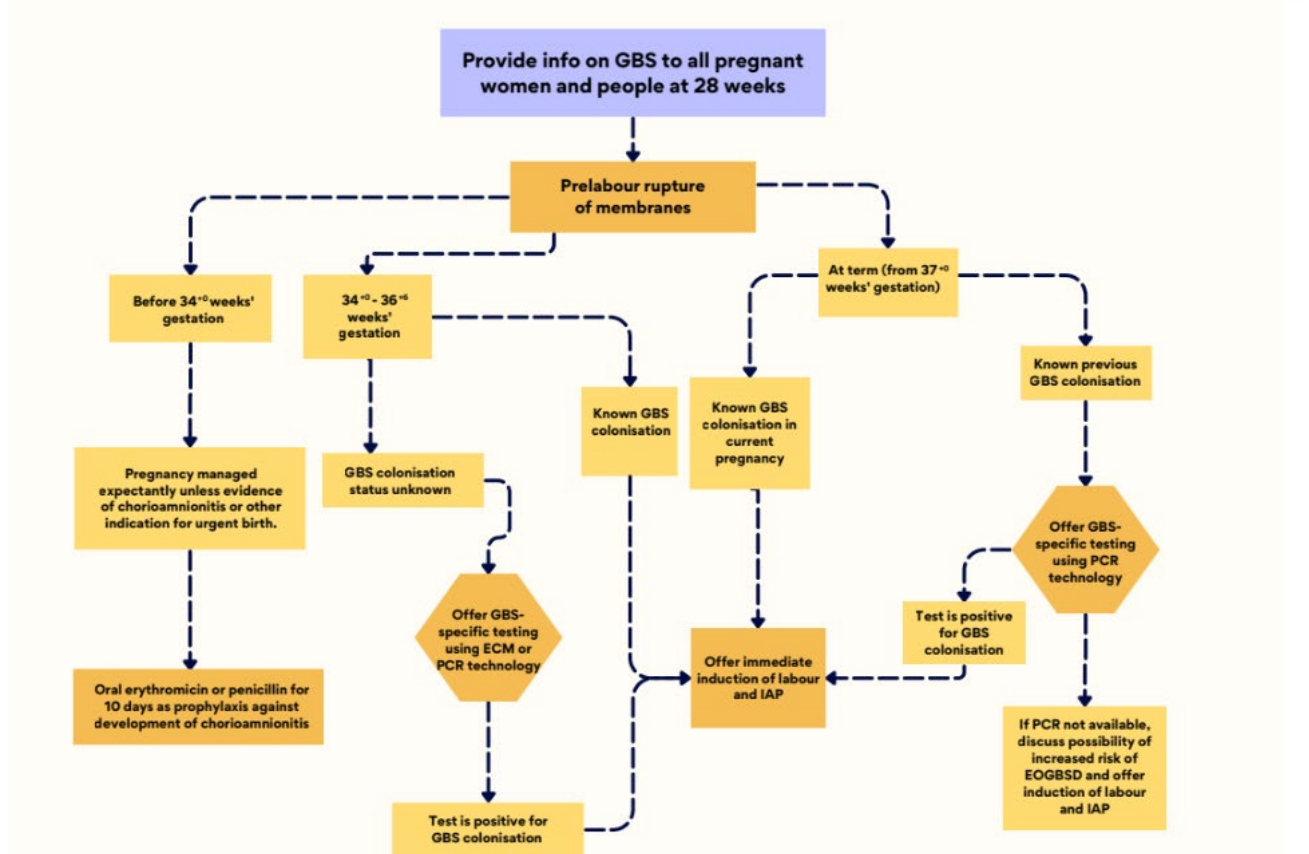 Provide info on GBS to all pregnant
women and people at 28 weeks
Prelabour rupture
of membranes
Before 34⁺⁰ weeks'
gestation
34⁺⁰ - 36⁺⁶
weeks'
gestation
At term (from 37⁺⁰
weeks' gestation)
Known GBS
colonisation
Known GBS
colonisation in
current
pregnancy
Known previous
GBS colonisation
Pregnancy managed
expectantly unless evidence
of chorioamnionitis or other
indication for urgent birth.
GBS colonisation
status unknown
Offer GBS-
specific testing
using PCR
technology
Offer GBS-
specific testing
using ECM or
PCR technology
Test is positive
for GBS
colonisation
Offer immediate
induction of labour
and IAP
Oral erythromicin or penicillin for
10 days as prophylaxis against
development of chorioamnionitis
If PCR not available,
discuss possibility of
increased risk of
EOGBSD and offer
induction of labour
and IAP
Test is positive for
GBS colonisation